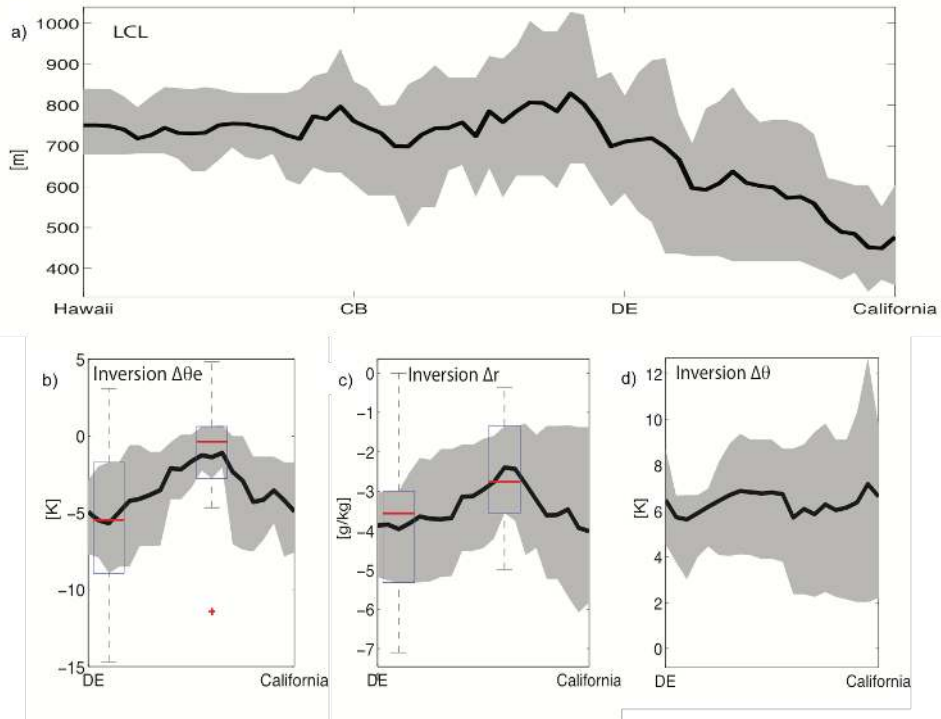 a)
LCL
1000
900
800
700
600
500
400
[m]
Hawaii
CB
DE
California
b)
Inversion Δθe
5
0
−5
−10
−15
[K]
DE
California
c)
Inversion Δr
0
−1
−2
−3
−4
−5
−6
−7
[g/kg]
DE
California
d)
Inversion Δθ
12
10
8
6
4
2
0
[K]
DE
California